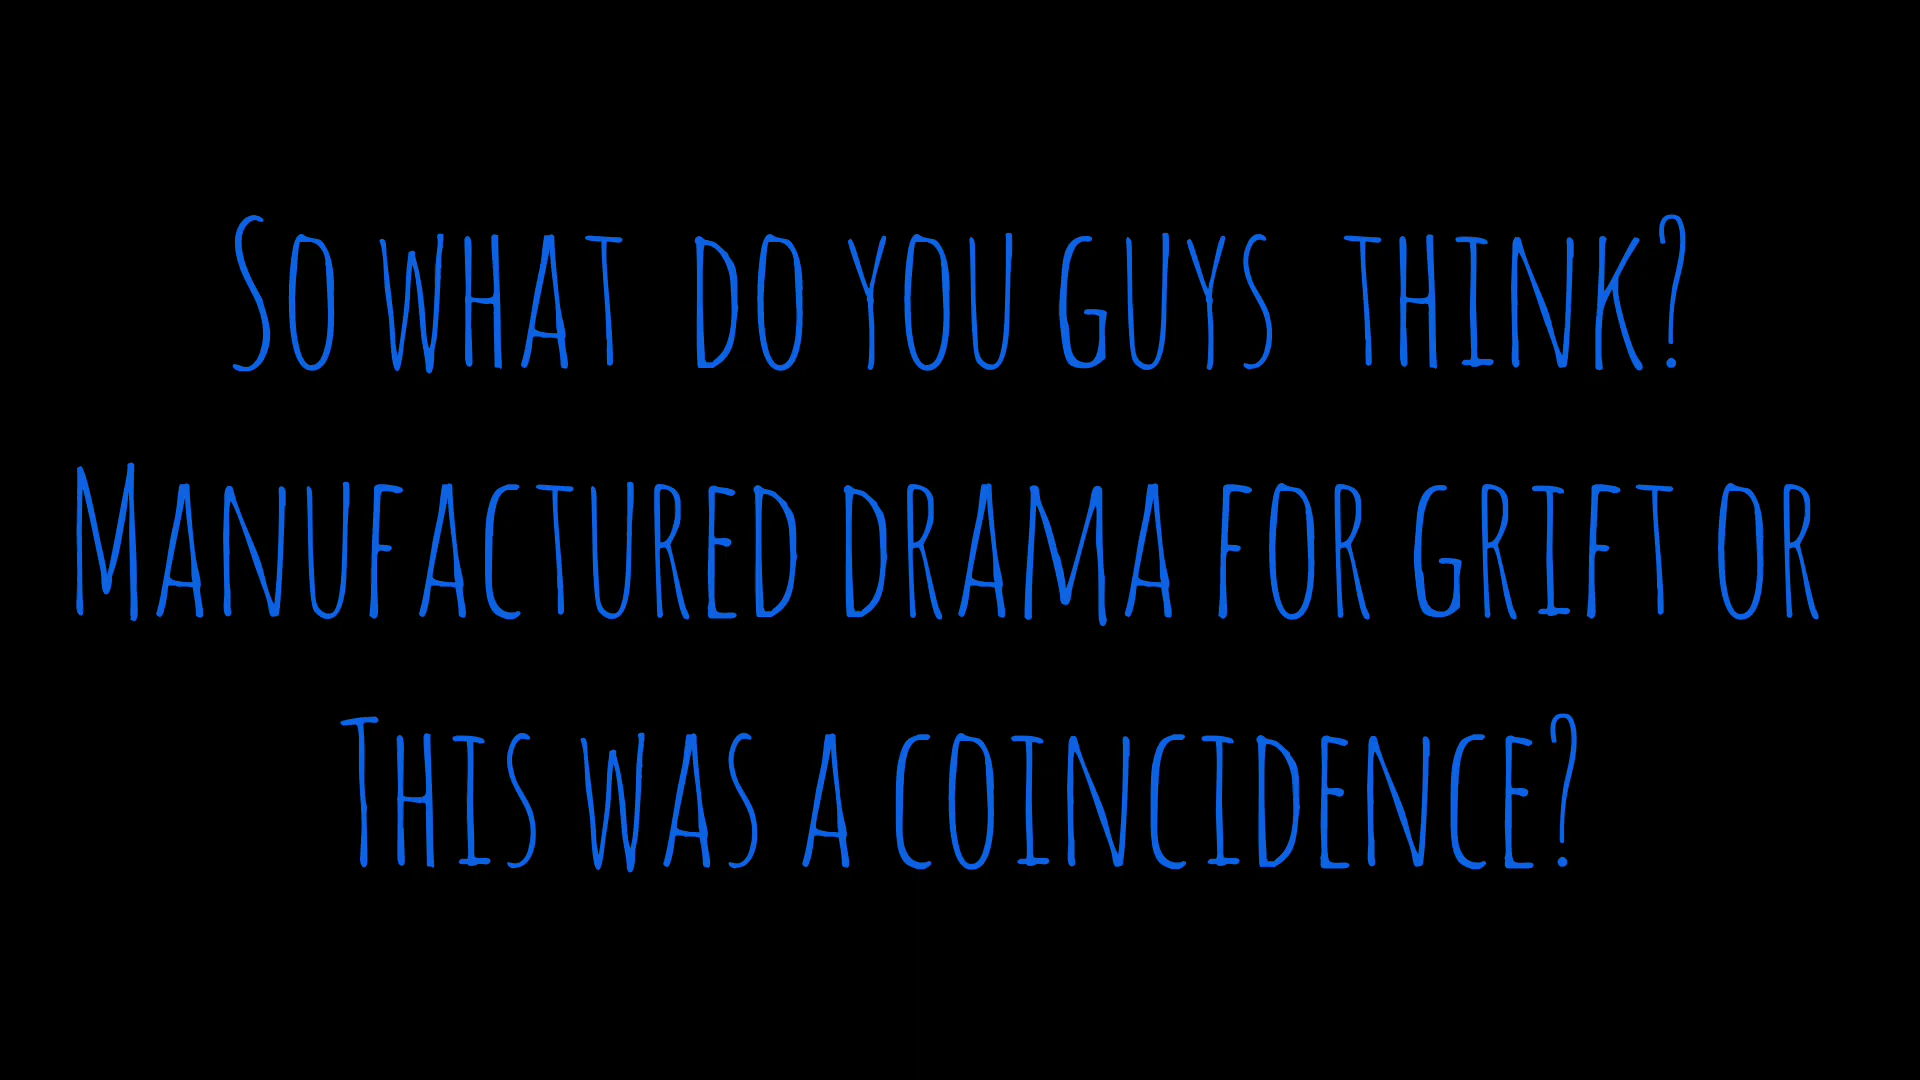 So what do you guys think?
Manufactured drama for grift or
This was a coincidence?